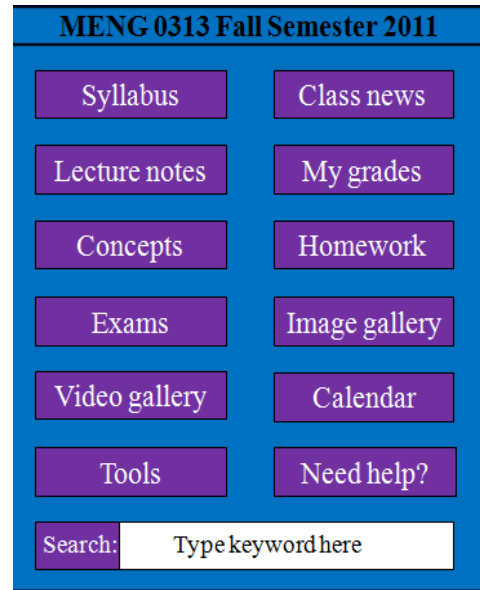 MENG 0313 Fall Semester 2011
Syllabus
Class news
Lecture notes
My grades
Concepts
Homework
Exams
Image gallery
Video gallery
Calendar
Tools
Need help?
Search: Type keyword here